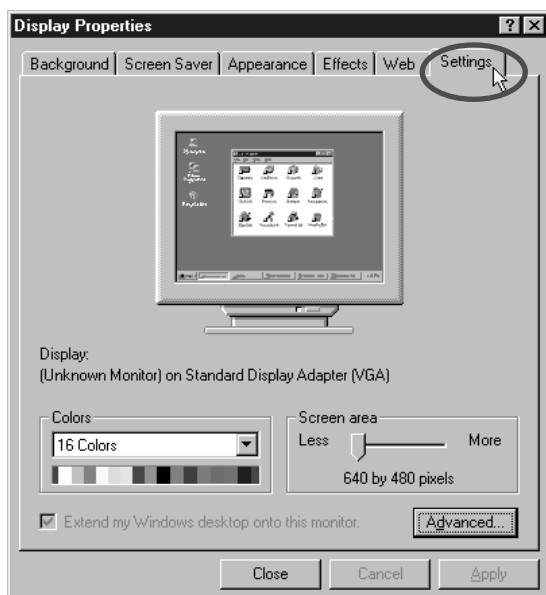 Display Properties
Background Screen Saver Appearance Effects Web Settings
Display:
(Unknown Monitor) on Standard Display Adapter (VGA)
Colors
16 Colors
Screen area
Less More
640 by 480 pixels
Extend my Windows desktop onto this monitor.
Advanced...
Close Cancel Apply